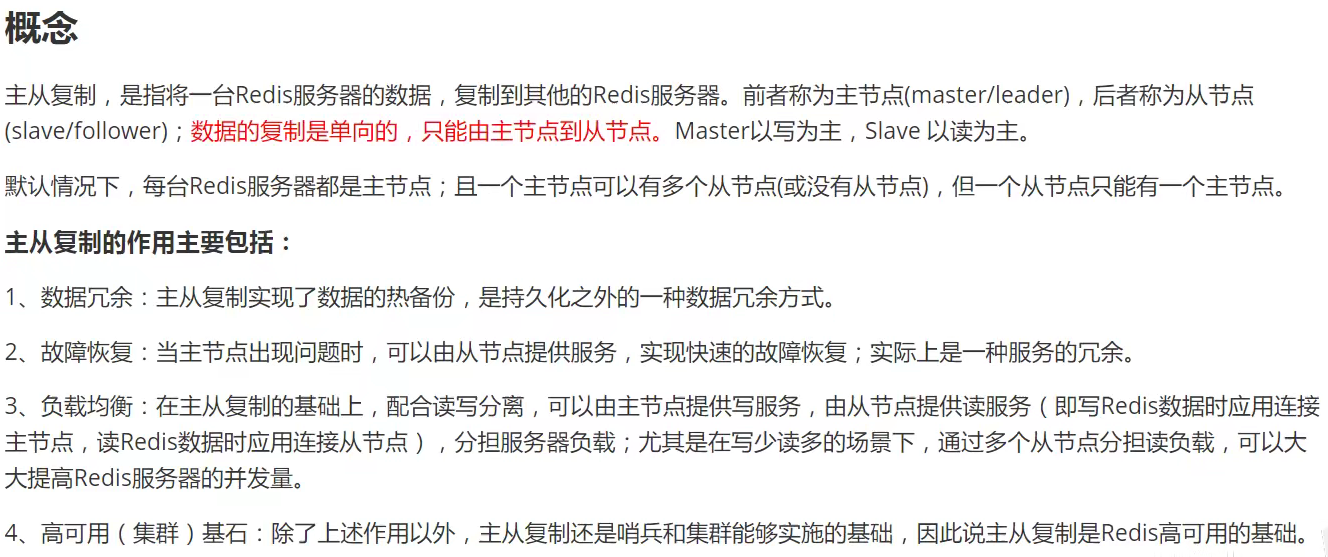 概念
主从复制，是指将一台Redis服务器的数据，复制到其他的Redis服务器。前者称为主节点(master/leader)，后者称为从节点
(slave/follower)；数据的复制是单向的，只能由主节点到从节点。Master以写为主，Slave 以读为主。
默认情况下，每台Redis服务器都是主节点；且一个主节点可以有多个从节点(或没有从节点)，但一个从节点只能有一个主节点。
主从复制的作用主要包括：
1、数据冗余：主从复制实现了数据的热备份，是持久化之外的一种数据冗余方式。
2、故障恢复：当主节点出现问题时，可以由从节点提供服务，实现快速的故障恢复；实际上是一种服务的冗余。
3、负载均衡：在主从复制的基础上，配合读写分离，可以由主节点提供写服务，由从节点提供读服务（即写Redis数据时应用连接
主节点，读Redis数据时应用连接从节点），分担服务器负载；尤其是在写少读多的场景下，通过多个从节点分担读负载，可以大
大提高Redis服务器的并发量。
4、高可用（集群）基石：除了上述作用以外，主从复制还是哨兵和集群能够实施的基础，因此说主从复制是Redis高可用的基础。